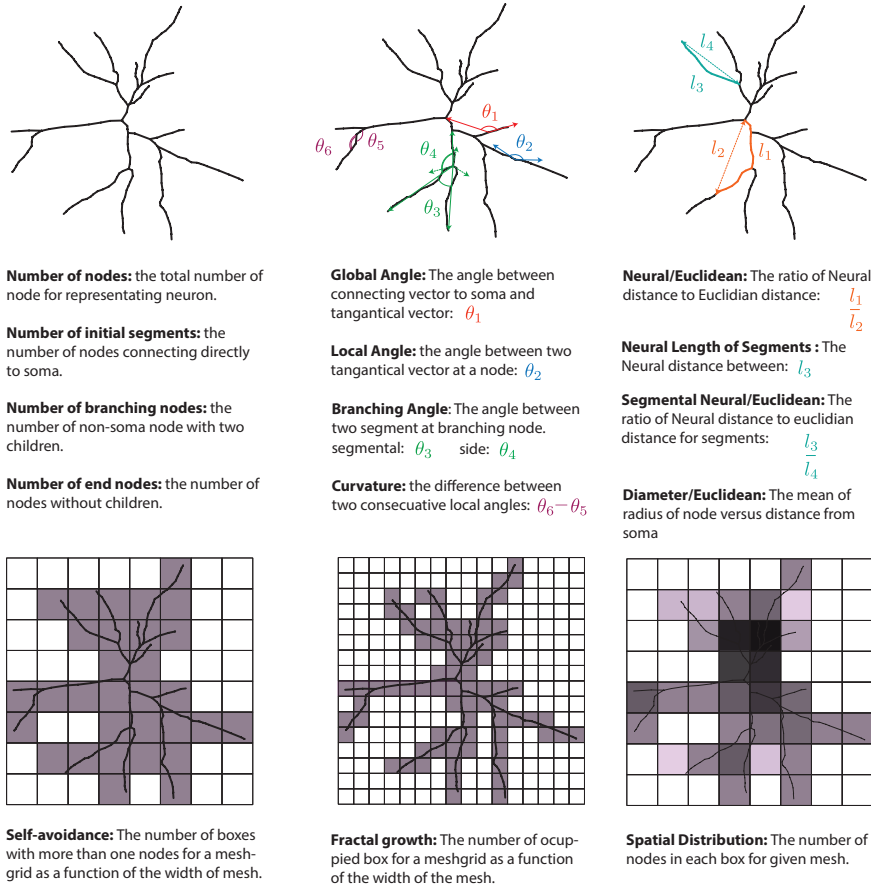 θ₁
θ₂
θ₃
θ₄
θ₅
θ₆
l₄
l₃
l₂
l₁
Number of nodes: the total number of
node for representating neuron.
Number of initial segments: the
number of nodes connecting directly
to soma.
Number of branching nodes: the
number of non-soma node with two
children.
Number of end nodes: the number of
nodes without children.
Global Angle: The angle between
connecting vector to soma and
tangantical vector: θ₁
Local Angle: the angle between two
tangantical vector at a node: θ₂
Branching Angle: The angle between
two segment at branching node.
segmental: θ₃ side: θ₄
Curvature: the difference between
two consecuative local angles: θ₆−θ₅
Neural/Euclidean: The ratio of Neural
distance to Euclidian distance: l₁/l₂
Neural Length of Segments : The
Neural distance between: l₃
Segmental Neural/Euclidean: The
ratio of Neural distance to euclidian
distance for segments: l₃/l₄
Diameter/Euclidean: The mean of
radius of node versus distance from
soma
Self-avoidance: The number of boxes
with more than one nodes for a mesh-
grid as a function of the width of mesh.
Fractal growth: The number of ocup-
pied box for a meshgrid as a function
of the width of the mesh.
Spatial Distribution: The number of
nodes in each box for given mesh.